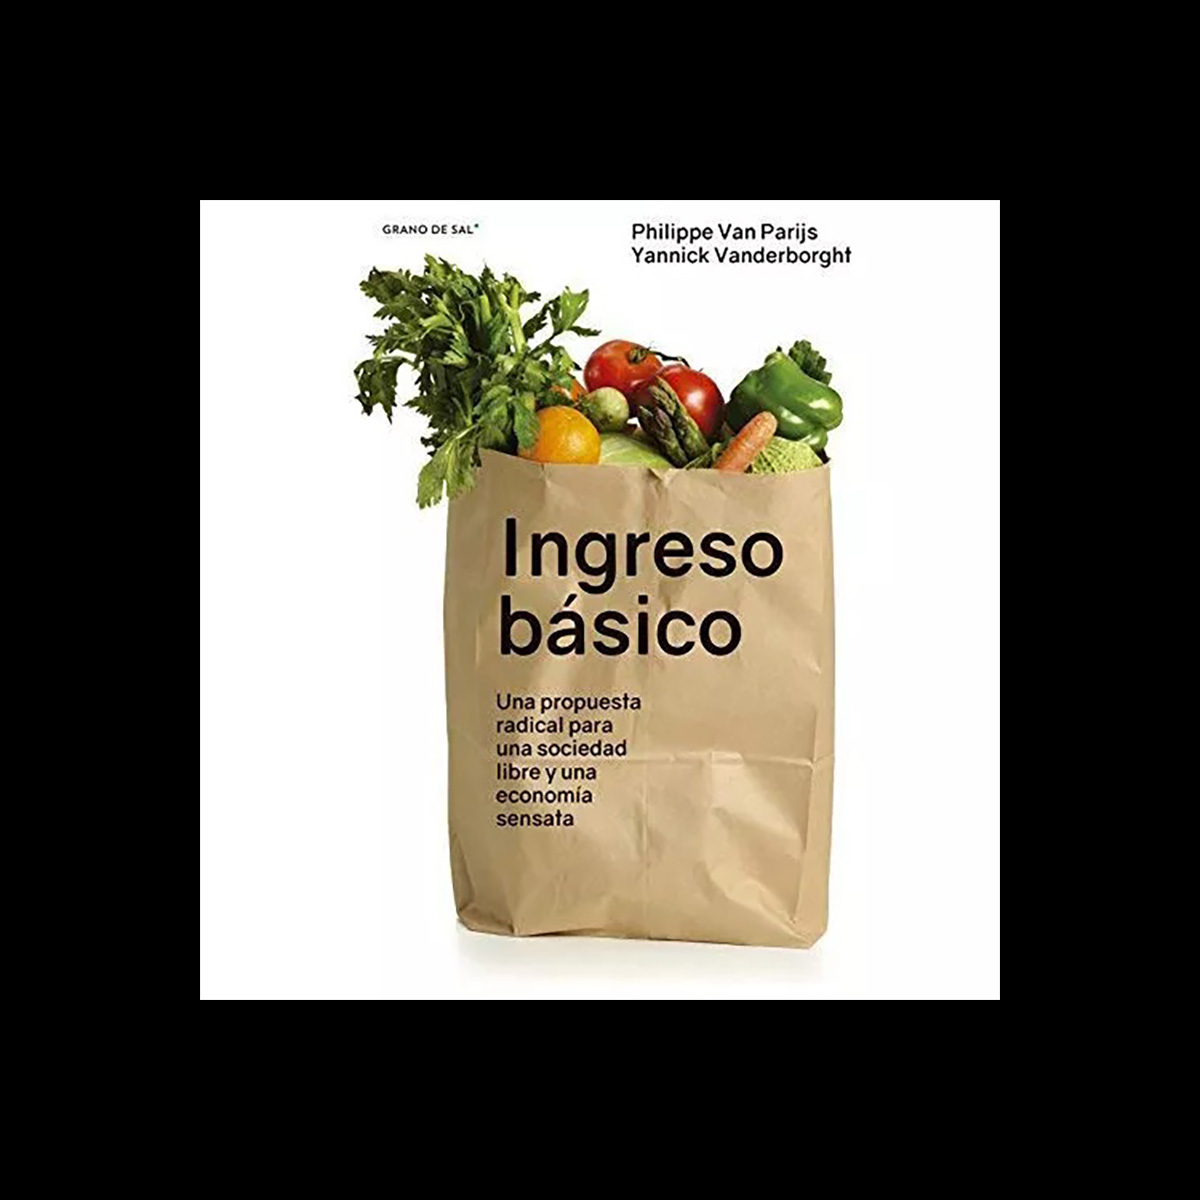 GRANO DE SAL
Philippe Van Parijs
Yannick Vanderborght
Ingreso
básico
Una propuesta
radical para
una sociedad
libre y una
economía
sensata